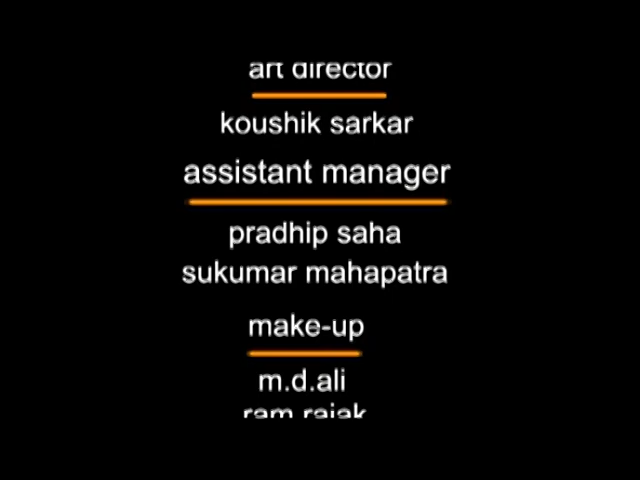 art director
koushik sarkar
assistant manager
pradhip saha
sukumar mahapatra
make-up
m.d.ali
ram rajak